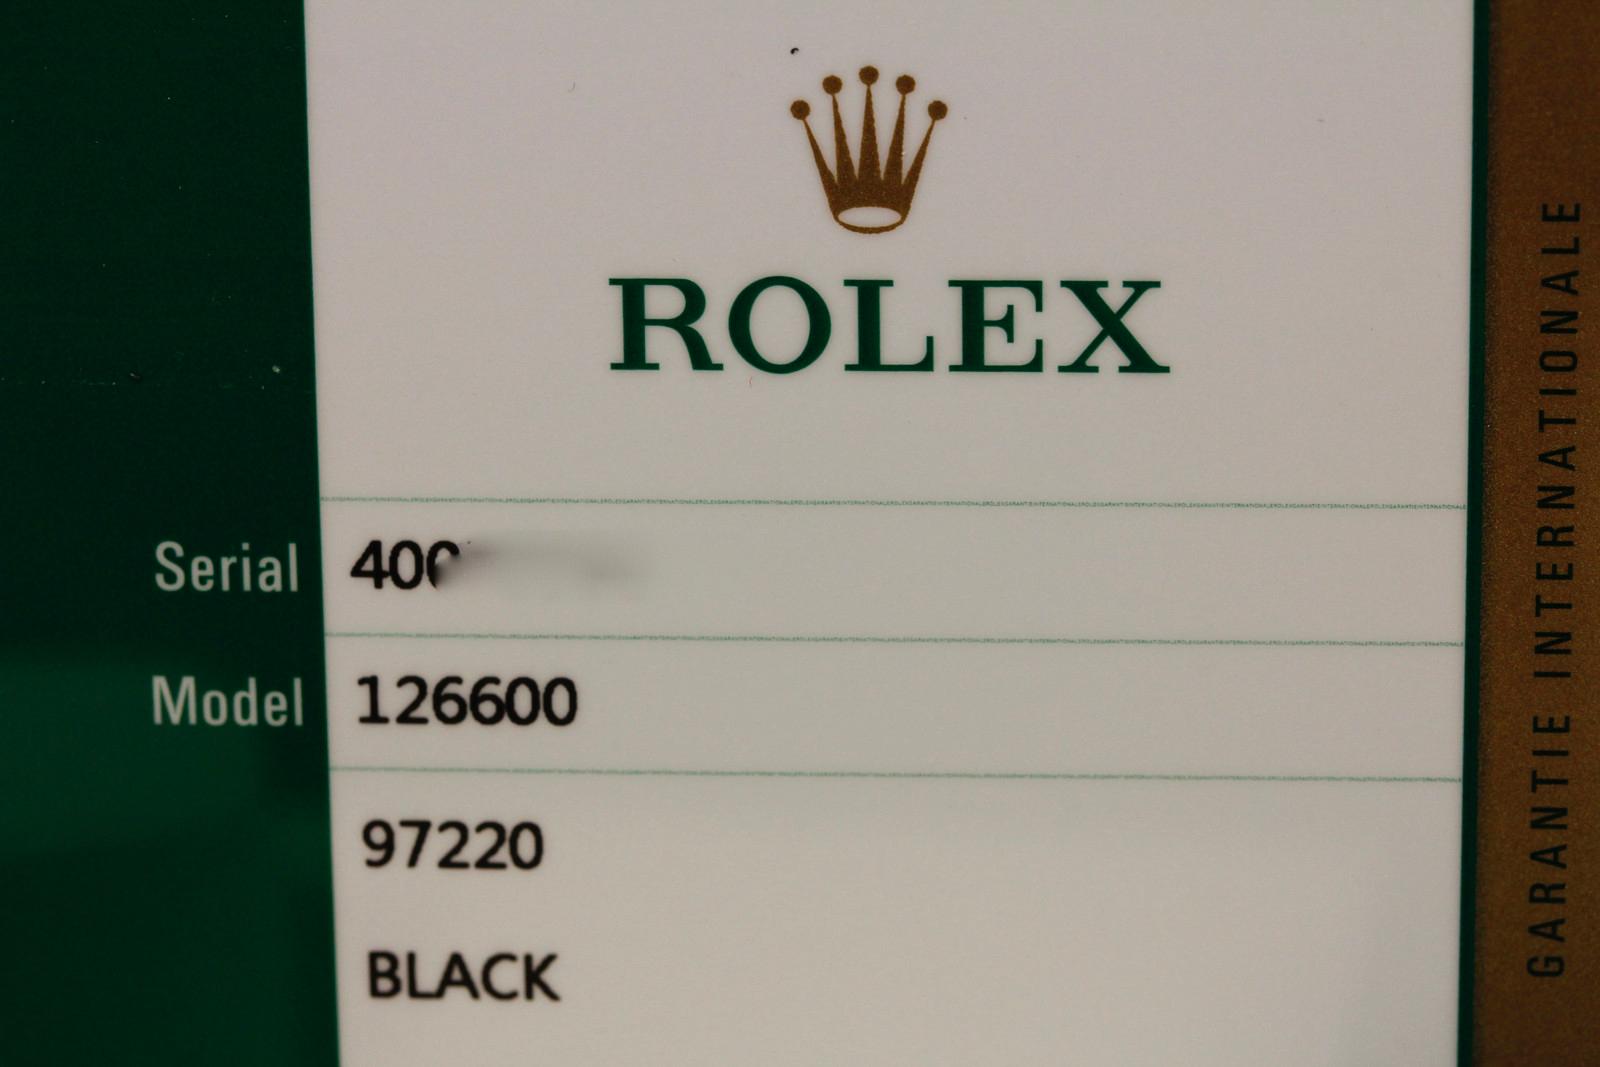 ROLEX
Serial 400
Model 126600
97220
BLACK
GARANTIE INTERNATIONALE